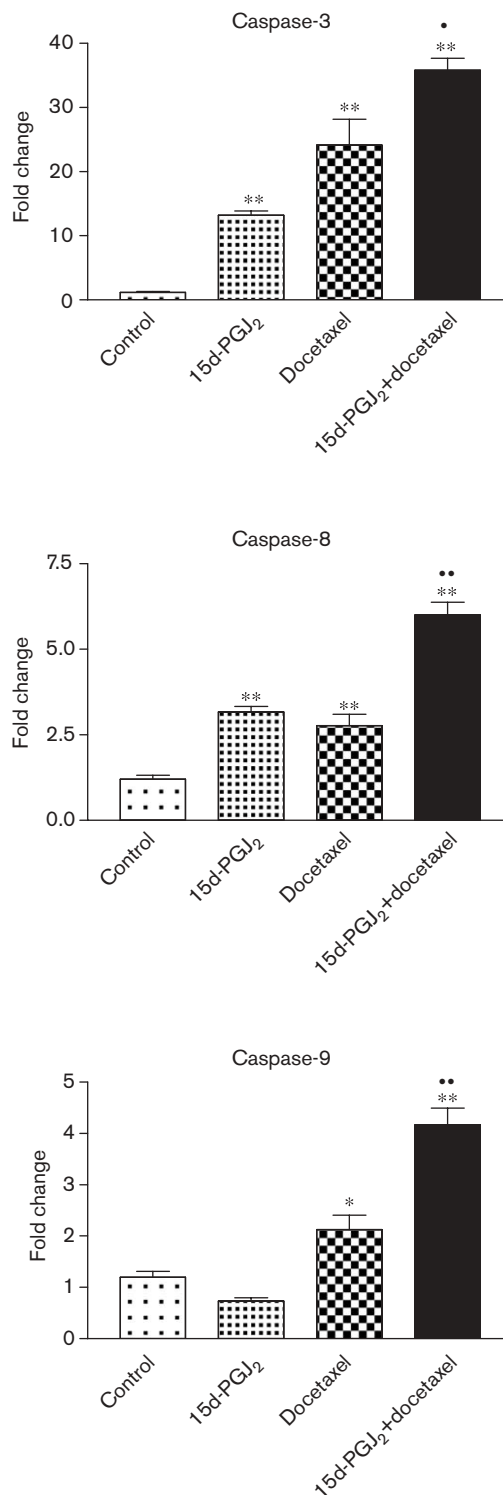 Caspase-3
•
**
40
**
30
Fold change
20
**
10
0
Control
15d-PGJ₂
Docetaxel
15d-PGJ₂+docetaxel
Caspase-8
7.5
••
**
5.0
Fold change
**
**
2.5
0.0
Control
15d-PGJ₂
Docetaxel
15d-PGJ₂+docetaxel
Caspase-9
5
••
**
4
Fold change
3
*
2
1
0
Control
15d-PGJ₂
Docetaxel
15d-PGJ₂+docetaxel